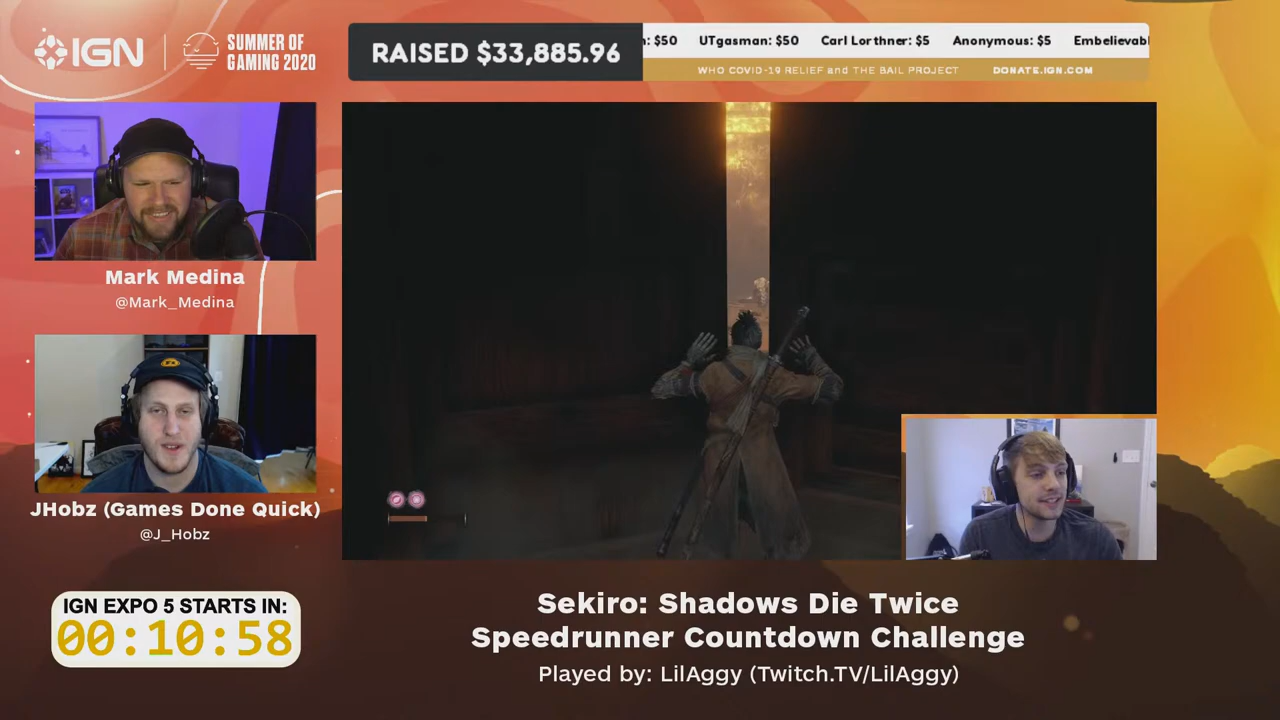 IGN
SUMMER OF
GAMING 2020
RAISED $33,885.96
: $50 UTgasman: $50 Carl Lorthner: $5 Anonymous: $5 Embelievab
WHO COVID-19 RELIEF and THE BAIL PROJECT DONATE.IGN.COM
Mark Medina
@Mark_Medina
JHobz (Games Done Quick)
@J_Hobz
IGN EXPO 5 STARTS IN:
00:10:58
Sekiro: Shadows Die Twice
Speedrunner Countdown Challenge
Played by: LilAggy (Twitch.TV/LilAggy)